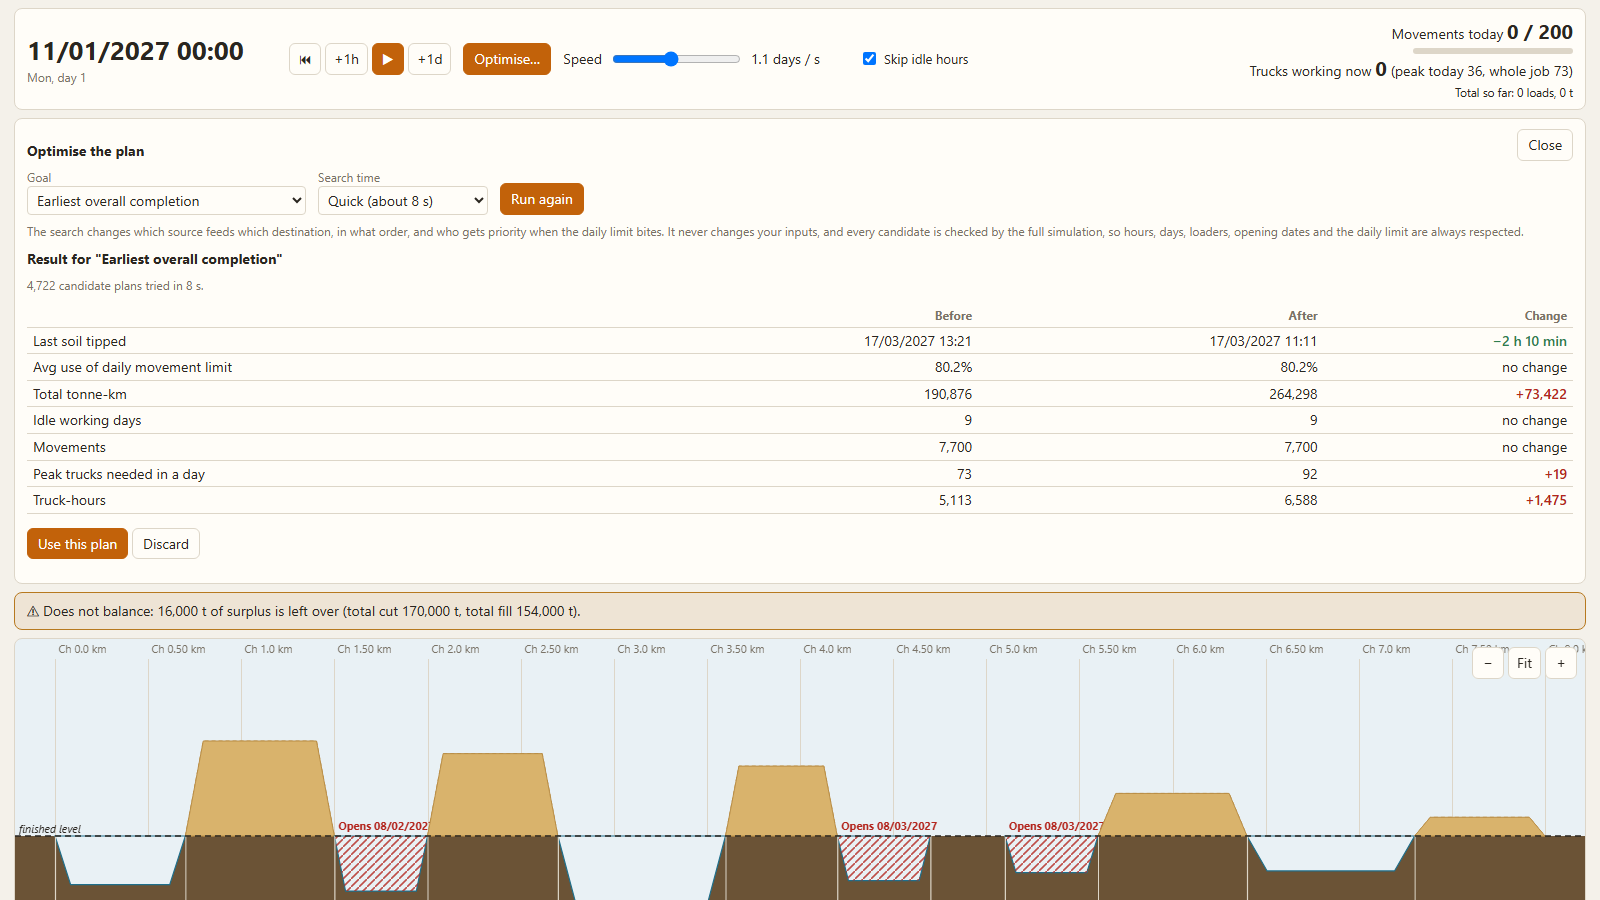 11/01/2027 00:00
Mon, day 1
+1h
+1d
Optimise...
Speed
1.1 days / s
Skip idle hours
Movements today 0 / 200
Trucks working now 0 (peak today 36, whole job 73)
Total so far: 0 loads, 0 t
Optimise the plan
Close
Goal
Search time
Earliest overall completion
Quick (about 8 s)
Run again
The search changes which source feeds which destination, in what order, and who gets priority when the daily limit bites. It never changes your inputs, and every candidate is checked by the full simulation, so hours, days, loaders, opening dates and the daily limit are always respected.
Result for "Earliest overall completion"
4,722 candidate plans tried in 8 s.
Before After Change
Last soil tipped 17/03/2027 13:21 17/03/2027 11:11 −2 h 10 min
Avg use of daily movement limit 80.2% 80.2% no change
Total tonne-km 190,876 264,298 +73,422
Idle working days 9 9 no change
Movements 7,700 7,700 no change
Peak trucks needed in a day 73 92 +19
Truck-hours 5,113 6,588 +1,475
Use this plan
Discard
⚠ Does not balance: 16,000 t of surplus is left over (total cut 170,000 t, total fill 154,000 t).
Ch 0.0 km Ch 0.50 km Ch 1.0 km Ch 1.50 km Ch 2.0 km Ch 2.50 km Ch 3.0 km Ch 3.50 km Ch 4.0 km Ch 4.50 km Ch 5.0 km Ch 5.50 km Ch 6.0 km Ch 6.50 km Ch 7.0 km Ch
− Fit +
Opens 08/02/202
Opens 08/03/2027
Opens 08/03/2027
finished level